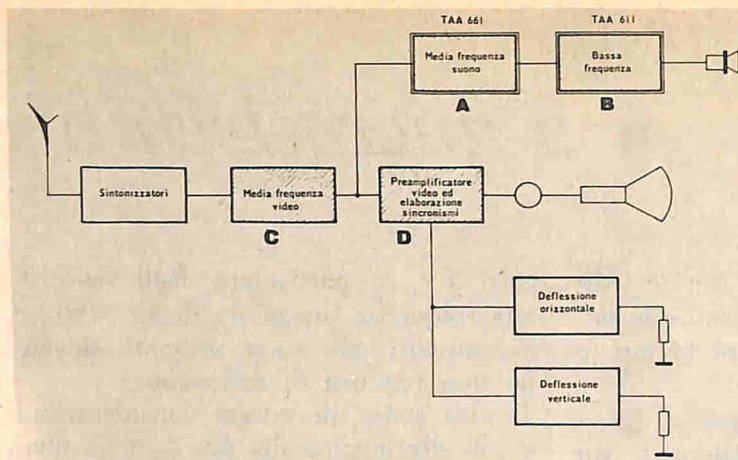 TAA 661
TAA 611
Media frequenza
suono
Bassa
frequenza
A
B
Sintonizzatori
Media frequenza
video
Preamplificatore
video ed
elaborazione
sincronismi
C
D
Deflessione
orizzontale
Deflessione
verticale